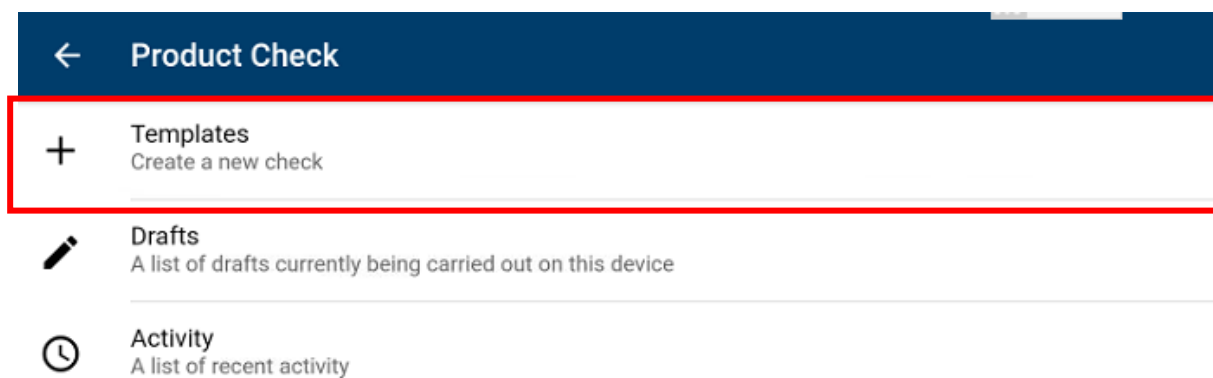 Product Check
Templates
Create a new check
Drafts
A list of drafts currently being carried out on this device
Activity
A list of recent activity